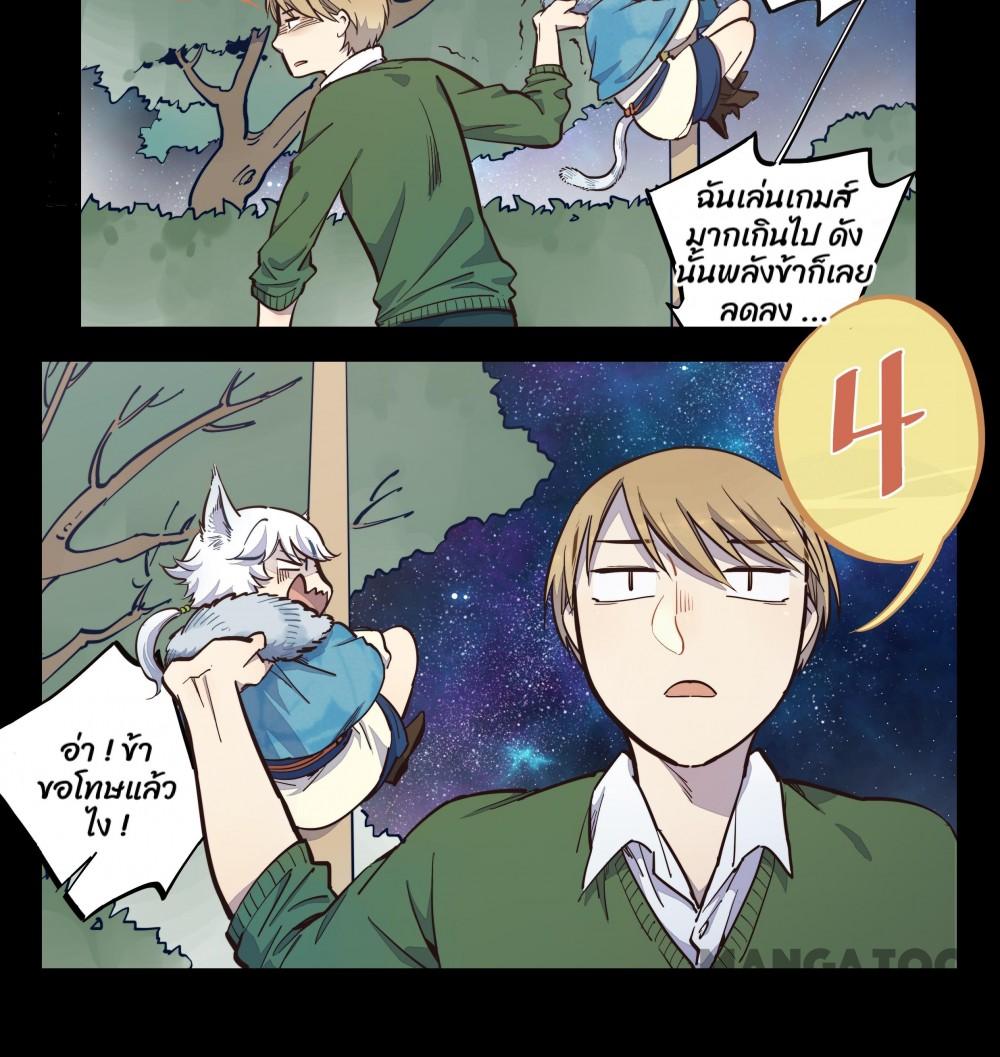 ฉันเล่นเกมส์
มากเกินไป ดัง
นั้นพลังข้าก็เลย
ลดลง ...
4
อ่า ! ข้า
ขอโทษแล้ว
ไง !
MANGATOO